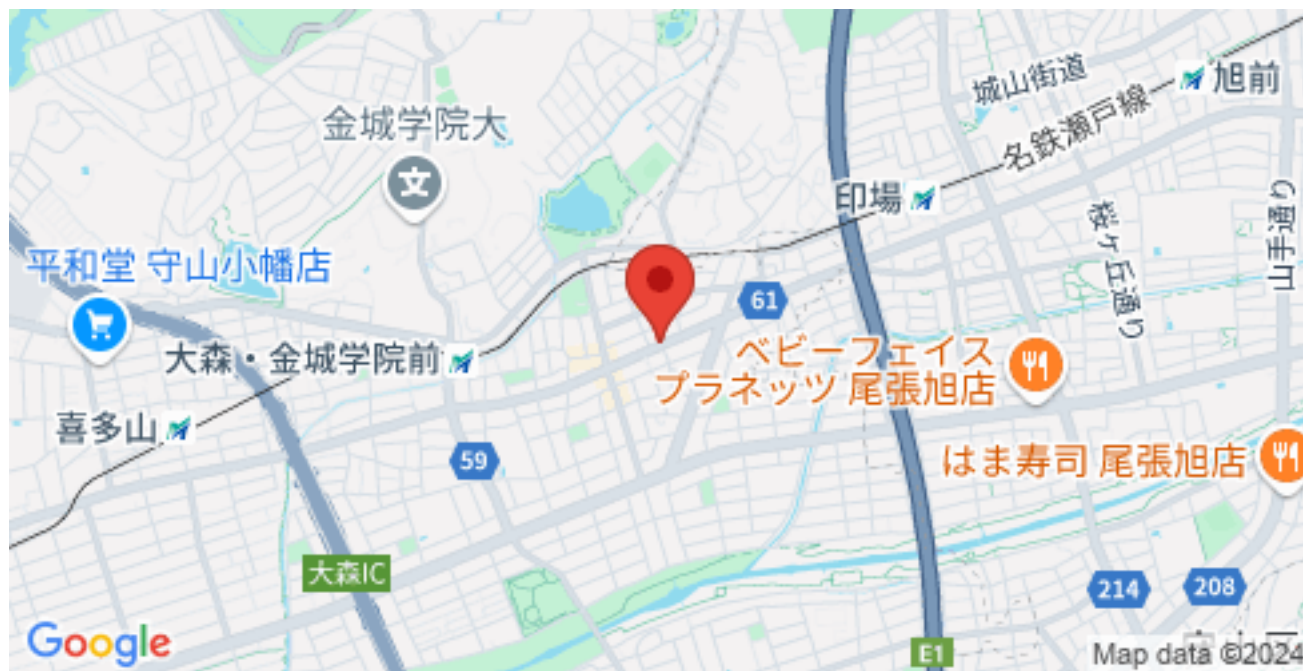 城山街道
旭前
名鉄瀬戸線
金城学院大
文
印場
桜ケ丘通り
山手通り
平和堂 守山小幡店
61
大森・金城学院前
ベビーフェイス
プラネッツ 尾張旭店
喜多山
59
はま寿司 尾張旭店
大森IC
214
208
Google
E1
Map data ©2024